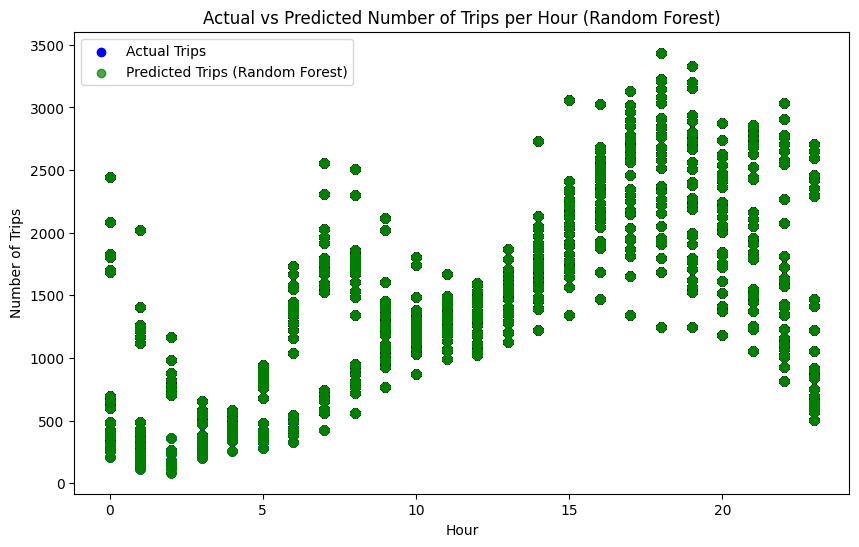 Actual vs Predicted Number of Trips per Hour (Random Forest)
Actual Trips
Predicted Trips (Random Forest)
Number of Trips
3500
3000
2500
2000
1500
1000
500
0
0 5 10 15 20
Hour